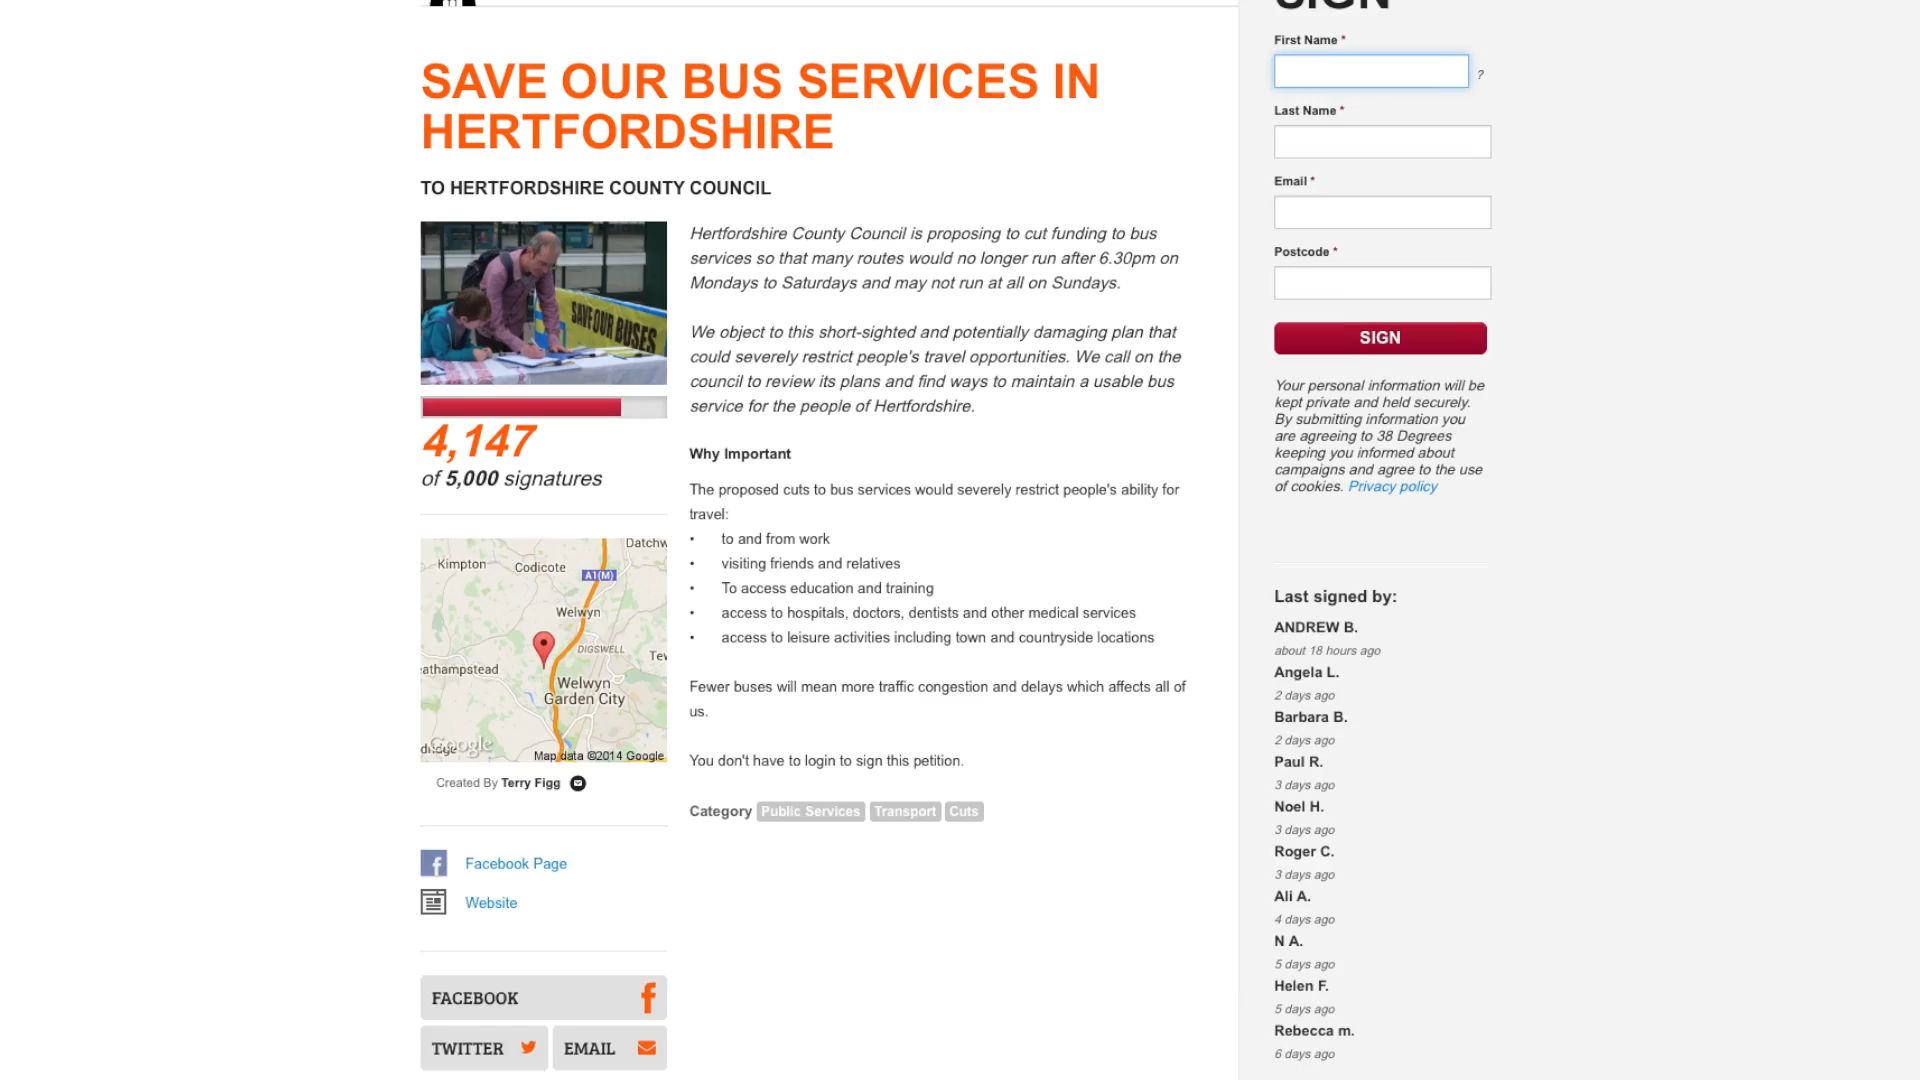 SAVE OUR BUS SERVICES IN
HERTFORDSHIRE
TO HERTFORDSHIRE COUNTY COUNCIL
SAVE OUR BUSES
4,147
of 5,000 signatures
Kimpton
Codicote
Datchw
A1(M)
Welwyn
DIGSWELL
Tew
eathampstead
Welwyn
Garden City
dridge
Google
Map data ©2014 Google
Created By Terry Figg
Facebook Page
Website
FACEBOOK
TWITTER
EMAIL
Hertfordshire County Council is proposing to cut funding to bus
services so that many routes would no longer run after 6.30pm on
Mondays to Saturdays and may not run at all on Sundays.
We object to this short-sighted and potentially damaging plan that
could severely restrict people's travel opportunities. We call on the
council to review its plans and find ways to maintain a usable bus
service for the people of Hertfordshire.
Why Important
The proposed cuts to bus services would severely restrict people's ability for
travel:
• to and from work
• visiting friends and relatives
• To access education and training
• access to hospitals, doctors, dentists and other medical services
• access to leisure activities including town and countryside locations
Fewer buses will mean more traffic congestion and delays which affects all of
us.
You don't have to login to sign this petition.
Category Public Services Transport Cuts
SIGN
First Name *
?
Last Name *
Email *
Postcode *
SIGN
Your personal information will be
kept private and held securely.
By submitting information you
are agreeing to 38 Degrees
keeping you informed about
campaigns and agree to the use
of cookies. Privacy policy
Last signed by:
ANDREW B.
about 18 hours ago
Angela L.
2 days ago
Barbara B.
2 days ago
Paul R.
3 days ago
Noel H.
3 days ago
Roger C.
3 days ago
Ali A.
4 days ago
N A.
5 days ago
Helen F.
5 days ago
Rebecca m.
6 days ago